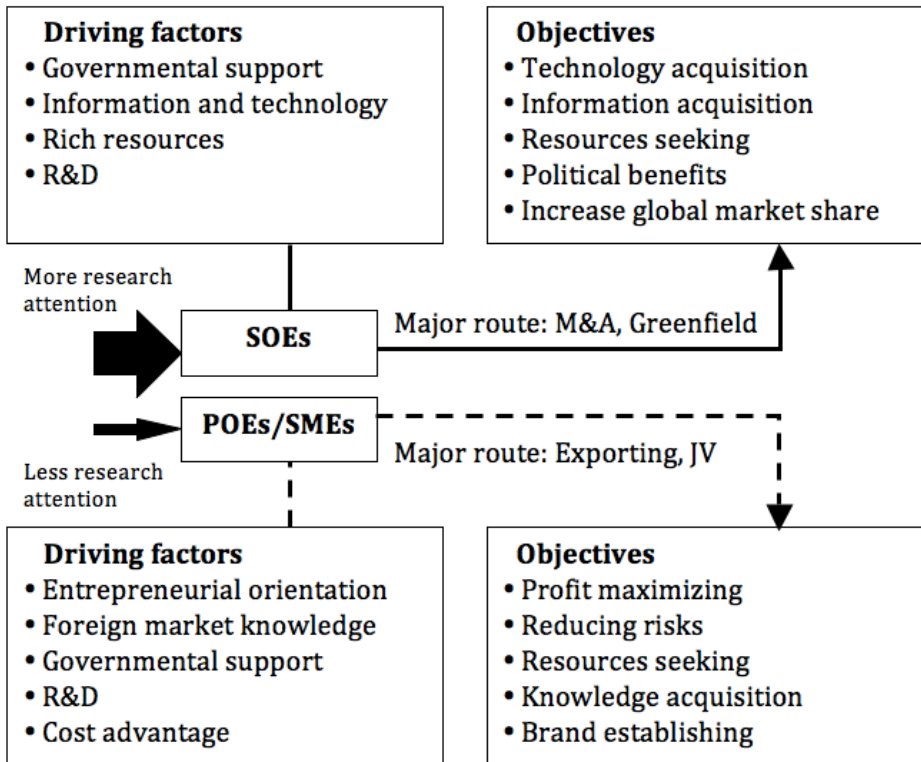 Driving factors
• Governmental support
• Information and technology
• Rich resources
• R&D
Objectives
• Technology acquisition
• Information acquisition
• Resources seeking
• Political benefits
• Increase global market share
More research
attention
SOEs
Major route: M&A, Greenfield
POEs/SMEs
Major route: Exporting, JV
Less research
attention
Driving factors
• Entrepreneurial orientation
• Foreign market knowledge
• Governmental support
• R&D
• Cost advantage
Objectives
• Profit maximizing
• Reducing risks
• Resources seeking
• Knowledge acquisition
• Brand establishing